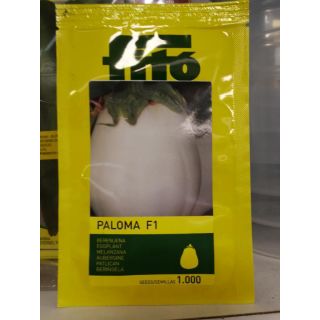 fitó
PALOMA F1
BERENJENA
EGGPLANT
MELANZANA
AUBERGINE
PATLICAN
BERINGELA
SEEDS/SEMILLAS 1.000